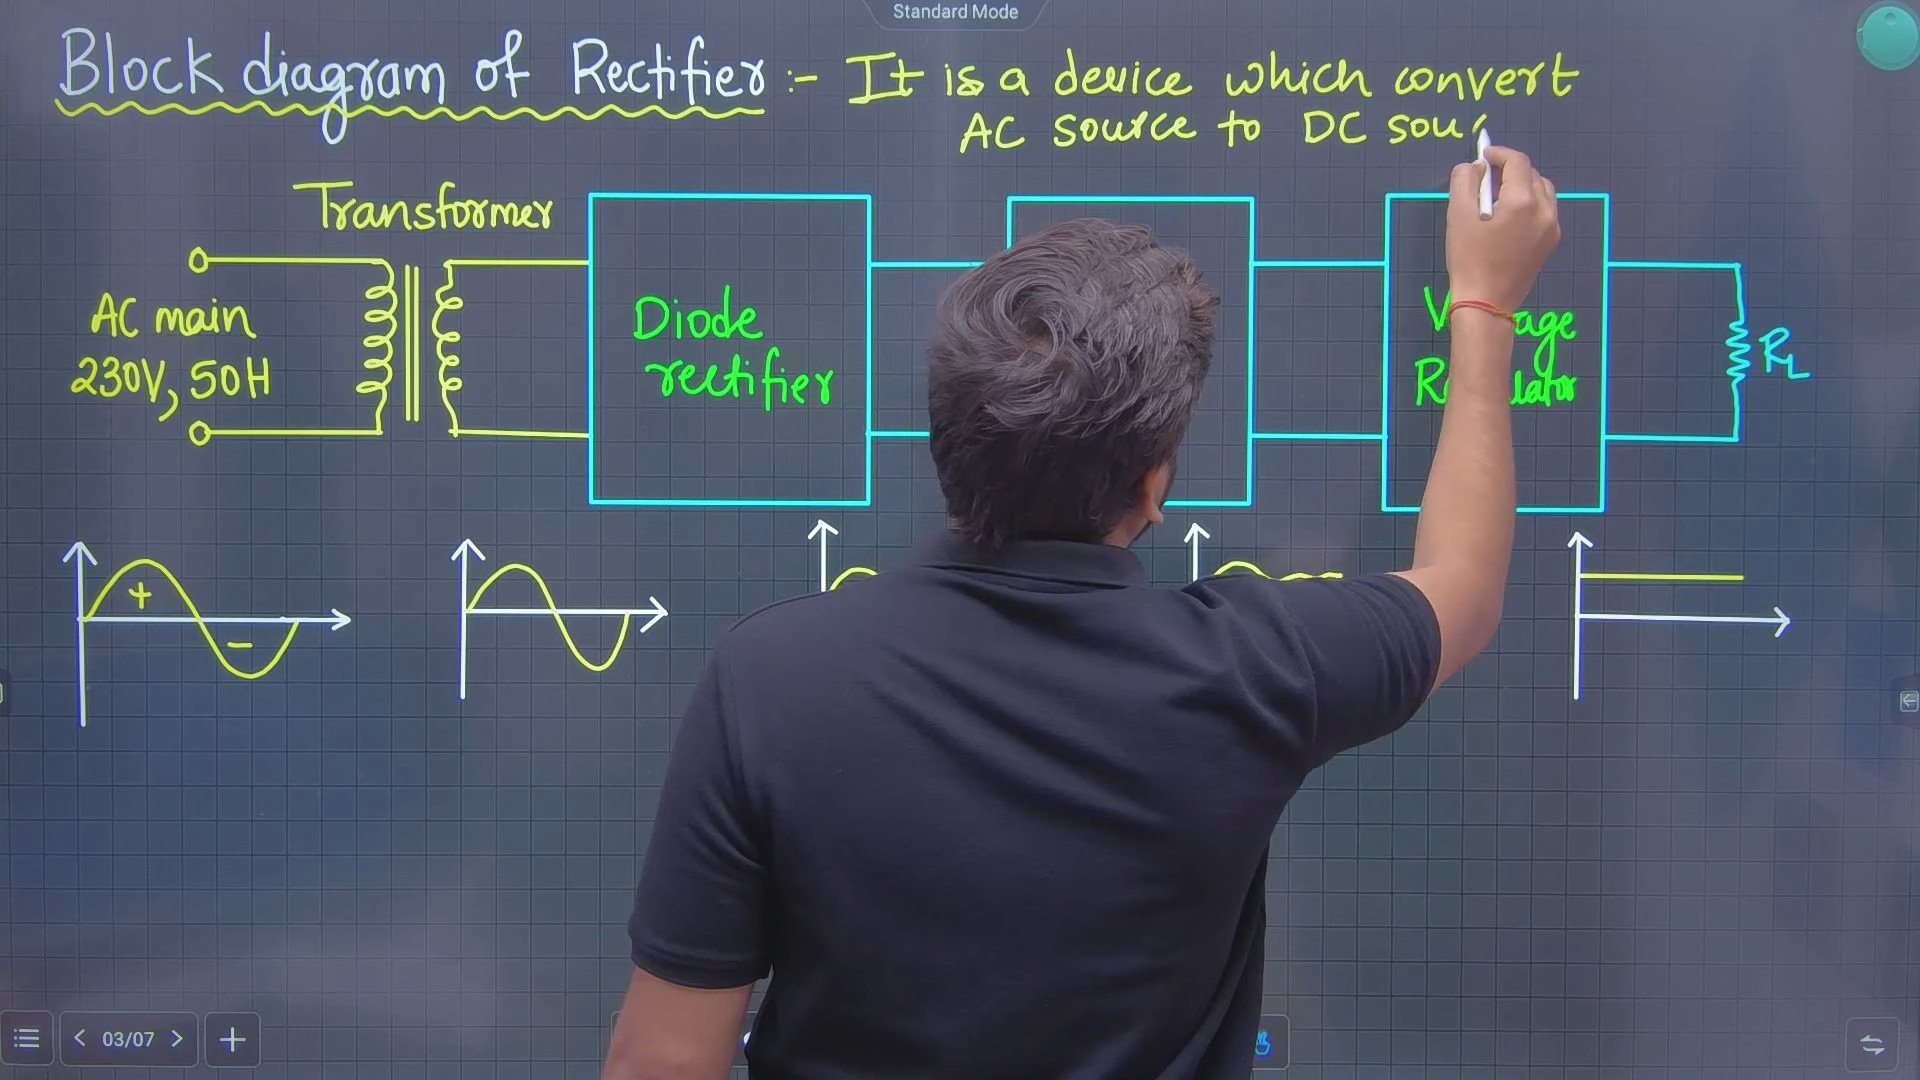 Standard Mode
Block diagram of Rectifier :- It is a device which convert
AC source to DC sou
Transformer
AC main
230V, 50H
Diode
rectifier
RL
+
-
03/07